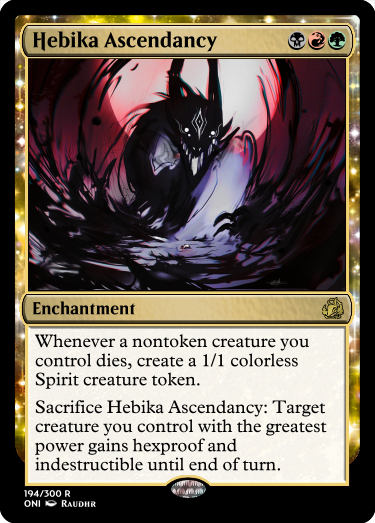 Hebika Ascendancy
Enchantment
Whenever a nontoken creature you
control dies, create a 1/1 colorless
Spirit creature token.
Sacrifice Hebika Ascendancy: Target
creature you control with the greatest
power gains hexproof and
indestructible until end of turn.
194/300 R
ONI Raudhr